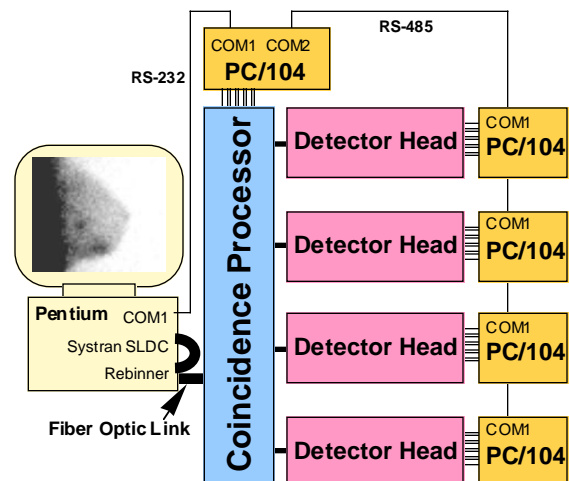 RS-485
COM1 COM2
PC/104
RS-232
COM1
PC/104
Detector Head
COM1
PC/104
Detector Head
Coincidence Processor
Pentium COM1
Systran SLDC
Rebinner
Fiber Optic Link
COM1
PC/104
Detector Head
COM1
PC/104
Detector Head